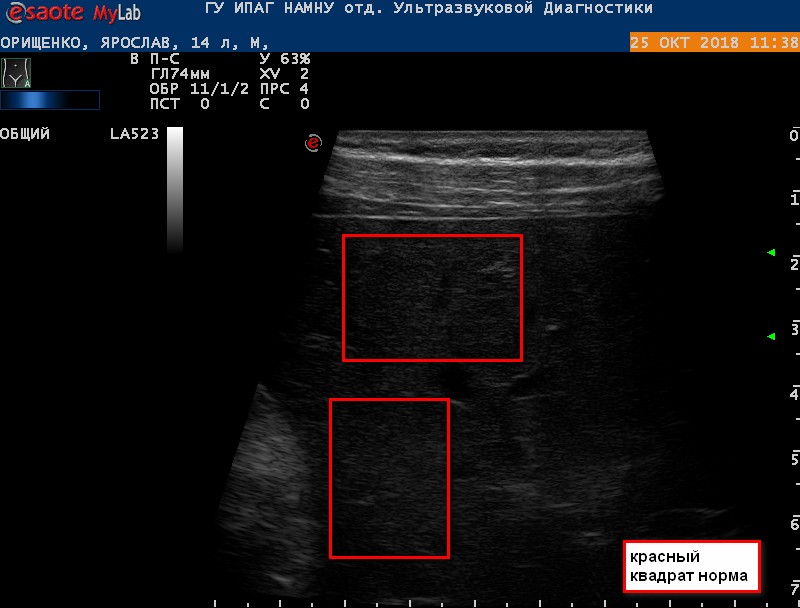 esaote MyLab
ГУ ИПАГ НАМНУ отд. Ультразвуковой Диагностики
ОРИЩЕНКО, ЯРОСЛАВ, 14 л, М,
25 ОКТ 2018 11:38
В П-С У 63%
ГЛ74мм XV 2
ОБР 11/1/2 ПРС 4
ПСТ 0 С 0
A
ОБЩИЙ LA523
e
0
1
2
3
4
5
6
7
красный
квадрат норма